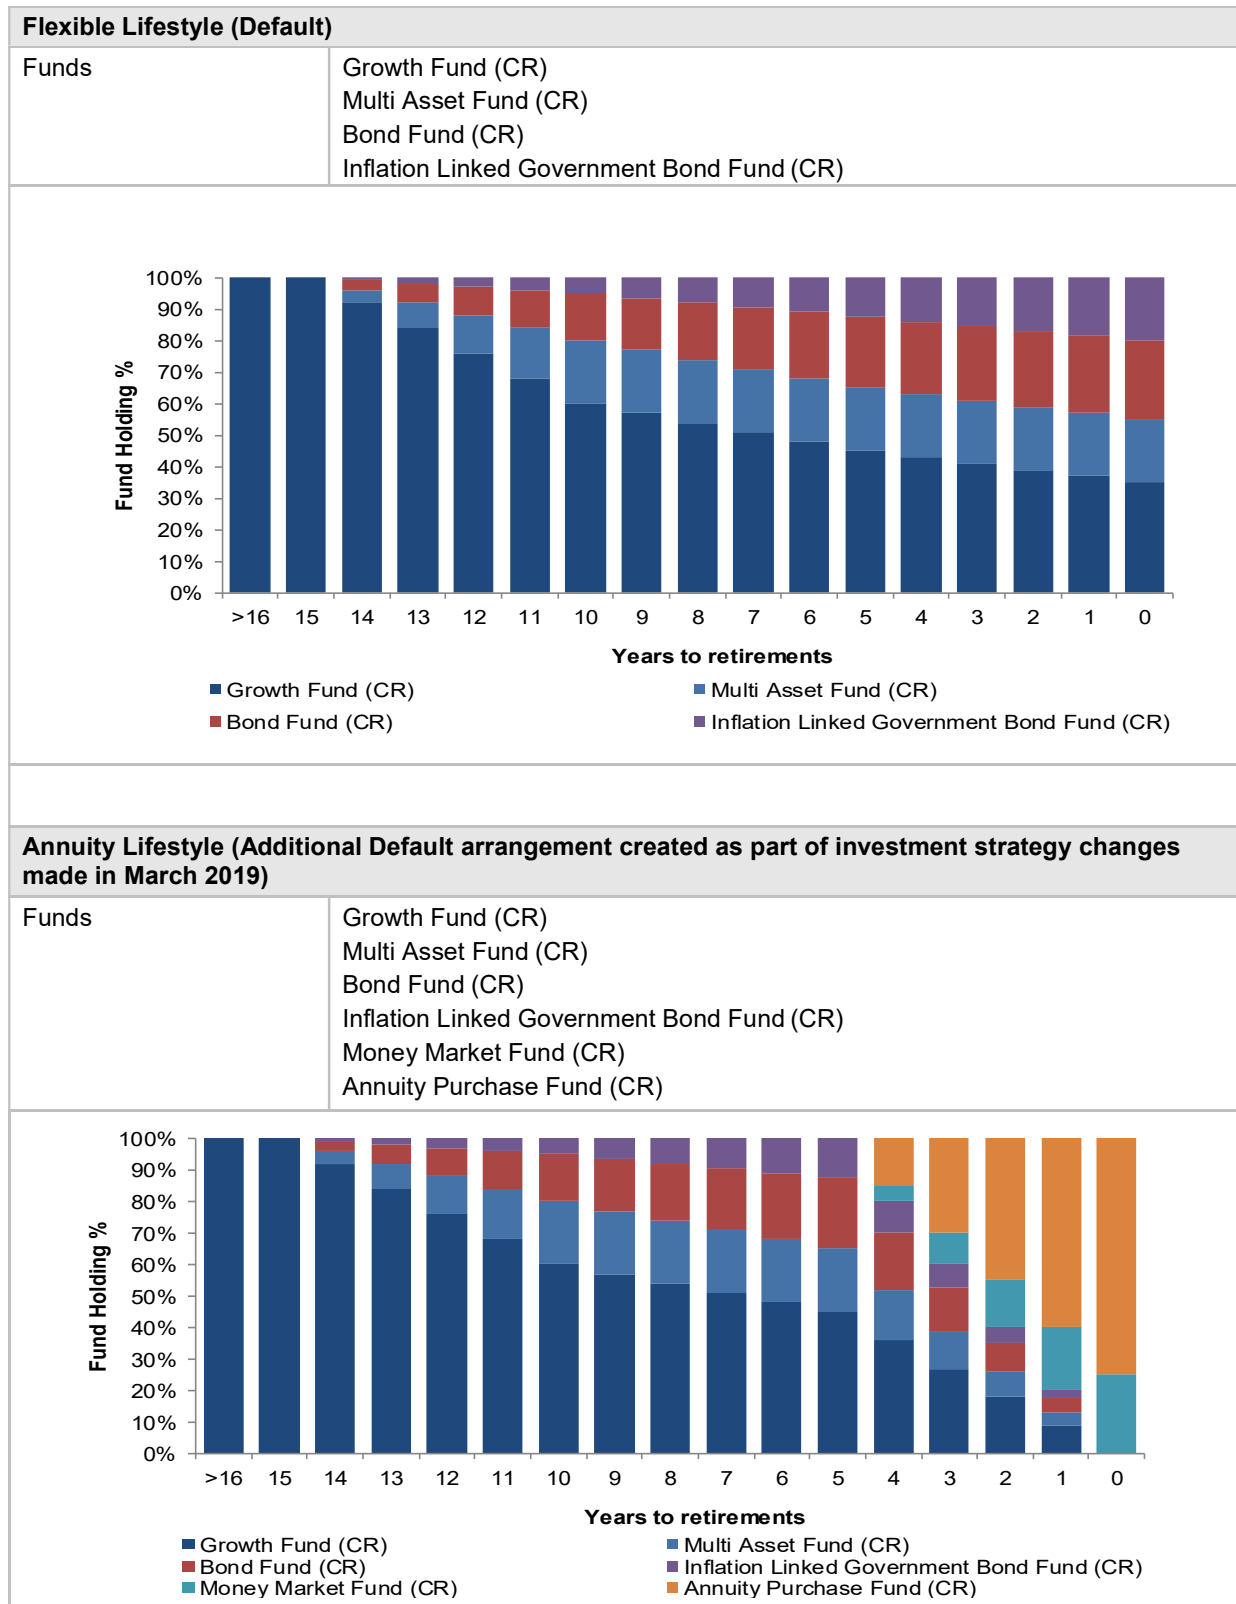 Flexible Lifestyle (Default)
Funds
Growth Fund (CR)
Multi Asset Fund (CR)
Bond Fund (CR)
Inflation Linked Government Bond Fund (CR)
100%
90%
80%
70%
60%
50%
40%
30%
20%
10%
0%
Fund Holding %
>16 15 14 13 12 11 10 9 8 7 6 5 4 3 2 1 0
Years to retirements
Growth Fund (CR) Multi Asset Fund (CR)
Bond Fund (CR) Inflation Linked Government Bond Fund (CR)
Annuity Lifestyle (Additional Default arrangement created as part of investment strategy changes
made in March 2019)
Funds
Growth Fund (CR)
Multi Asset Fund (CR)
Bond Fund (CR)
Inflation Linked Government Bond Fund (CR)
Money Market Fund (CR)
Annuity Purchase Fund (CR)
100%
90%
80%
70%
60%
50%
40%
30%
20%
10%
0%
Fund Holding %
>16 15 14 13 12 11 10 9 8 7 6 5 4 3 2 1 0
Years to retirements
Growth Fund (CR) Multi Asset Fund (CR)
Bond Fund (CR) Inflation Linked Government Bond Fund (CR)
Money Market Fund (CR) Annuity Purchase Fund (CR)